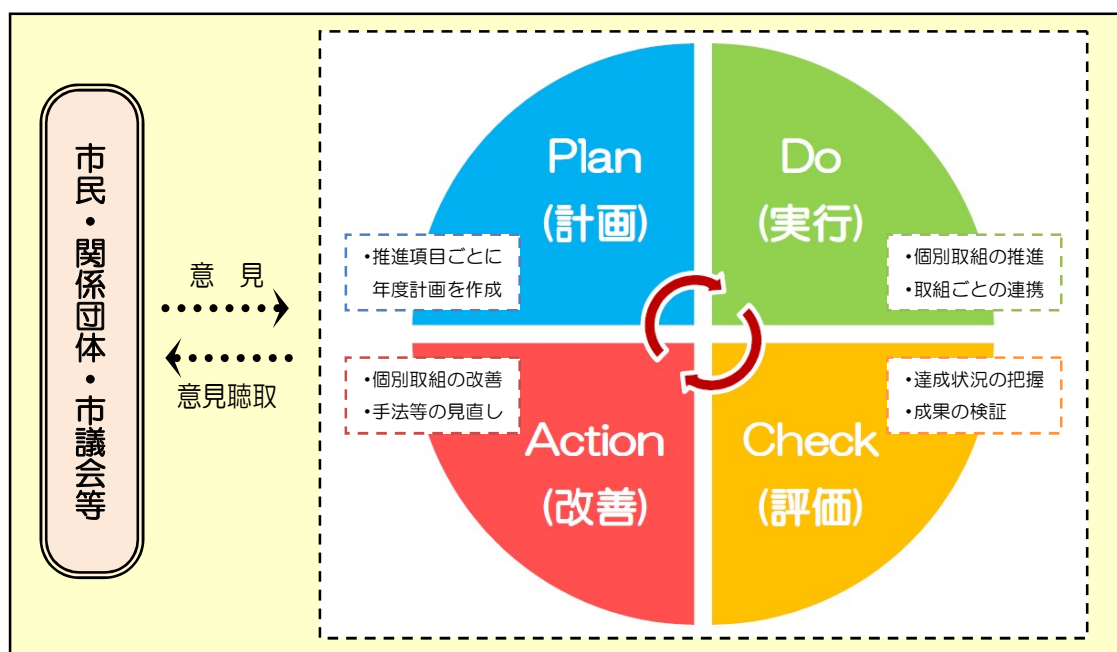 市民・関係団体・市議会等
意　見
意見聴取
Plan
(計画)
・推進項目ごとに
年度計画を作成
Do
(実行)
・個別取組の推進
・取組ごとの連携
・個別取組の改善
・手法等の見直し
Action
(改善)
・達成状況の把握
・成果の検証
Check
(評価)